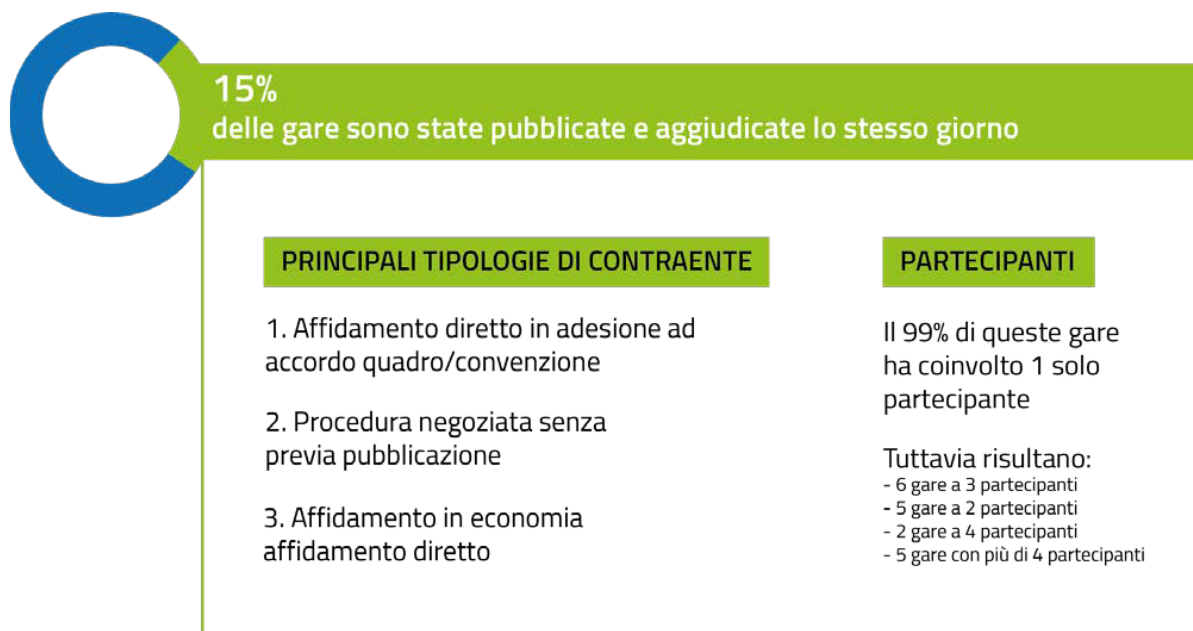 15%
delle gare sono state pubblicate e aggiudicate lo stesso giorno
PRINCIPALI TIPOLOGIE DI CONTRAENTE
1. Affidamento diretto in adesione ad
accordo quadro/convenzione
2. Procedura negoziata senza
previa pubblicazione
3. Affidamento in economia
affidamento diretto
PARTECIPANTI
Il 99% di queste gare
ha coinvolto 1 solo
partecipante
Tuttavia risultano:
- 6 gare a 3 partecipanti
- 5 gare a 2 partecipanti
- 2 gare a 4 partecipanti
- 5 gare con più di 4 partecipanti